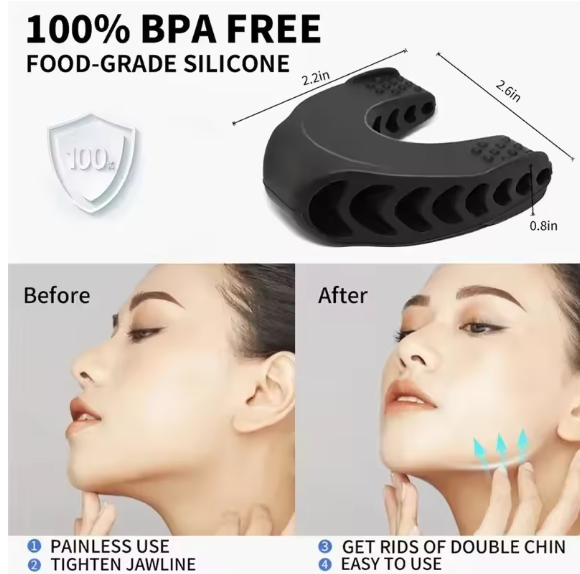 100% BPA FREE
FOOD-GRADE SILICONE
2.2in
2.6in
100%
0.8in
Before
After
1 PAINLESS USE
2 TIGHTEN JAWLINE
3 GET RIDS OF DOUBLE CHIN
4 EASY TO USE